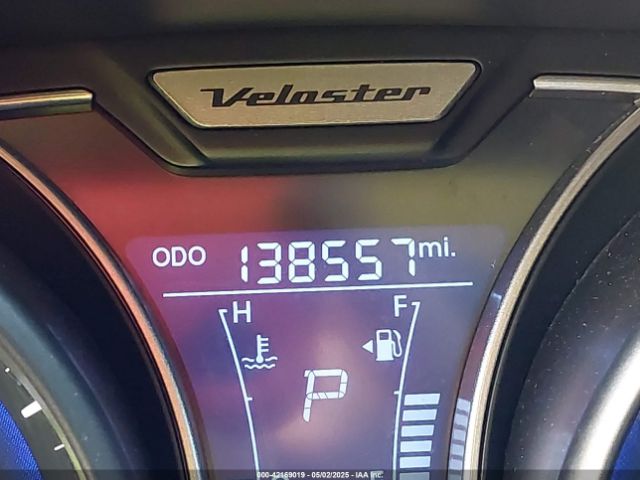 Veloster
ODO 138557 mi.
H F
P
000-42169019 - 05/02/2025 - IAA Inc.